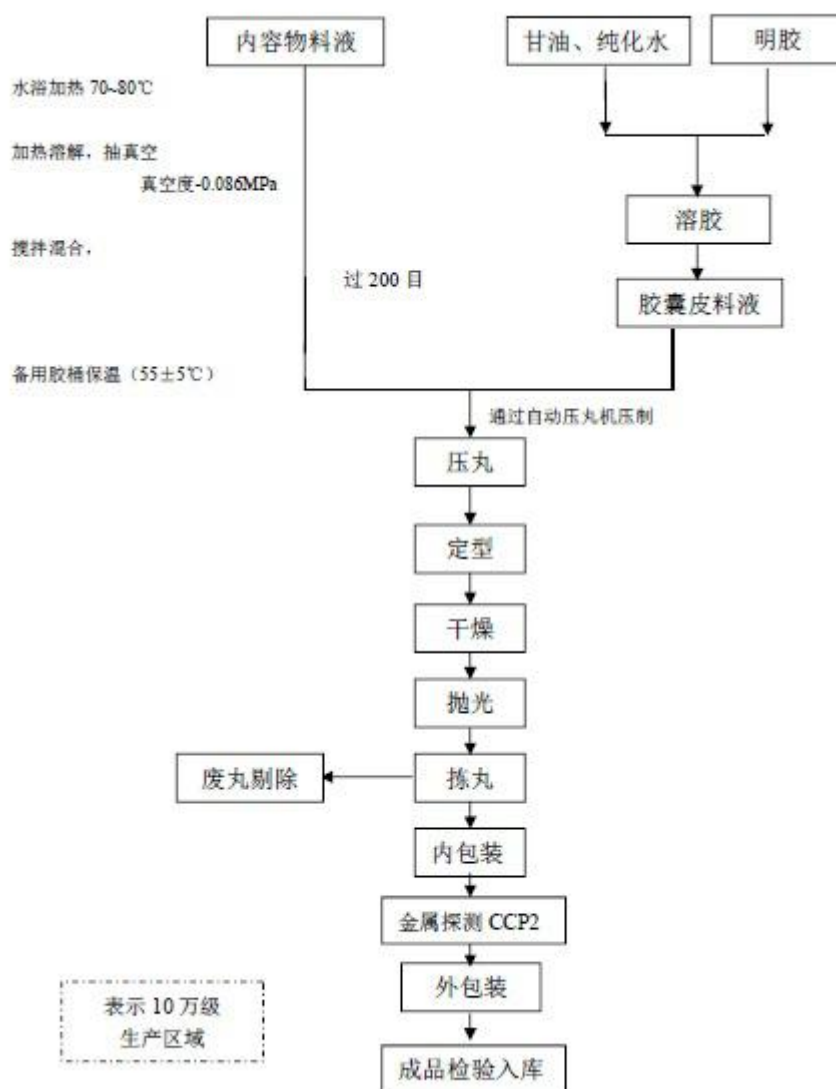 内容物料液
甘油、纯化水
明胶
水浴加热 70~80℃
加热溶解，抽真空
真空度-0.086MPa
溶胶
搅拌混合，
过 200 目
胶囊皮料液
备用胶桶保温（55±5℃）
通过自动压丸机压制
压丸
定型
干燥
抛光
废丸剔除
拣丸
内包装
金属探测 CCP2
外包装
表示 10 万级
生产区域
成品检验入库